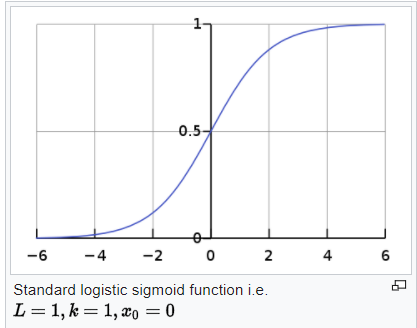 1
0.5
0
−6 −4 −2 0 2 4 6
Standard logistic sigmoid function i.e.
L = 1, k = 1, x₀ = 0